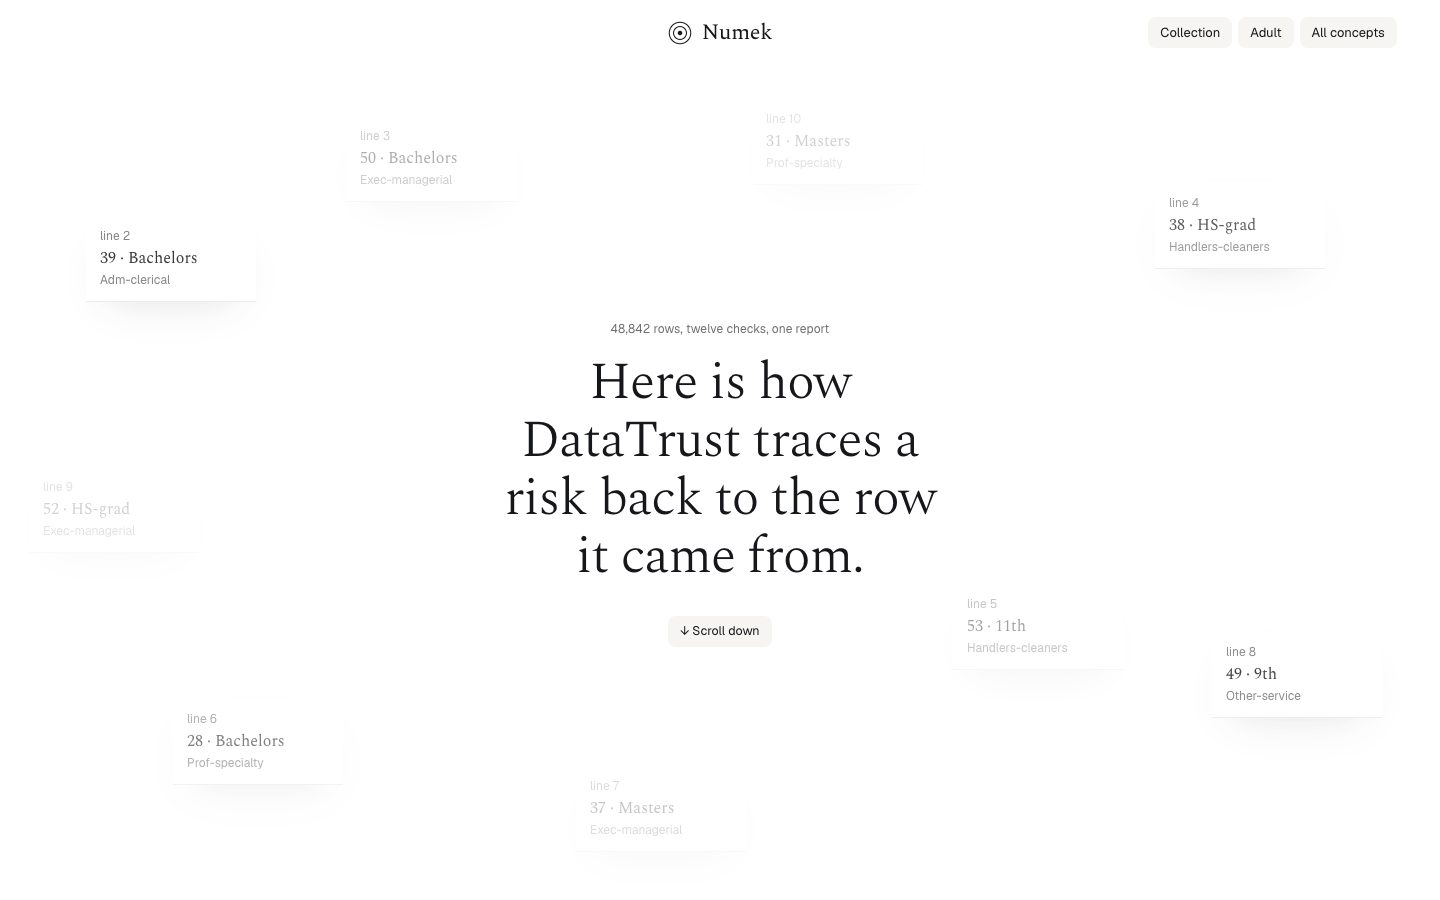 Numek
Collection
Adult
All concepts
line 10
31 · Masters
Prof-specialty
line 3
50 · Bachelors
Exec-managerial
line 4
38 · HS-grad
Handlers-cleaners
line 2
39 · Bachelors
Adm-clerical
48,842 rows, twelve checks, one report
Here is how
DataTrust traces a
risk back to the row
it came from.
↓ Scroll down
line 9
52 · HS-grad
Exec-managerial
line 5
53 · 11th
Handlers-cleaners
line 8
49 · 9th
Other-service
line 6
28 · Bachelors
Prof-specialty
line 7
37 · Masters
Exec-managerial